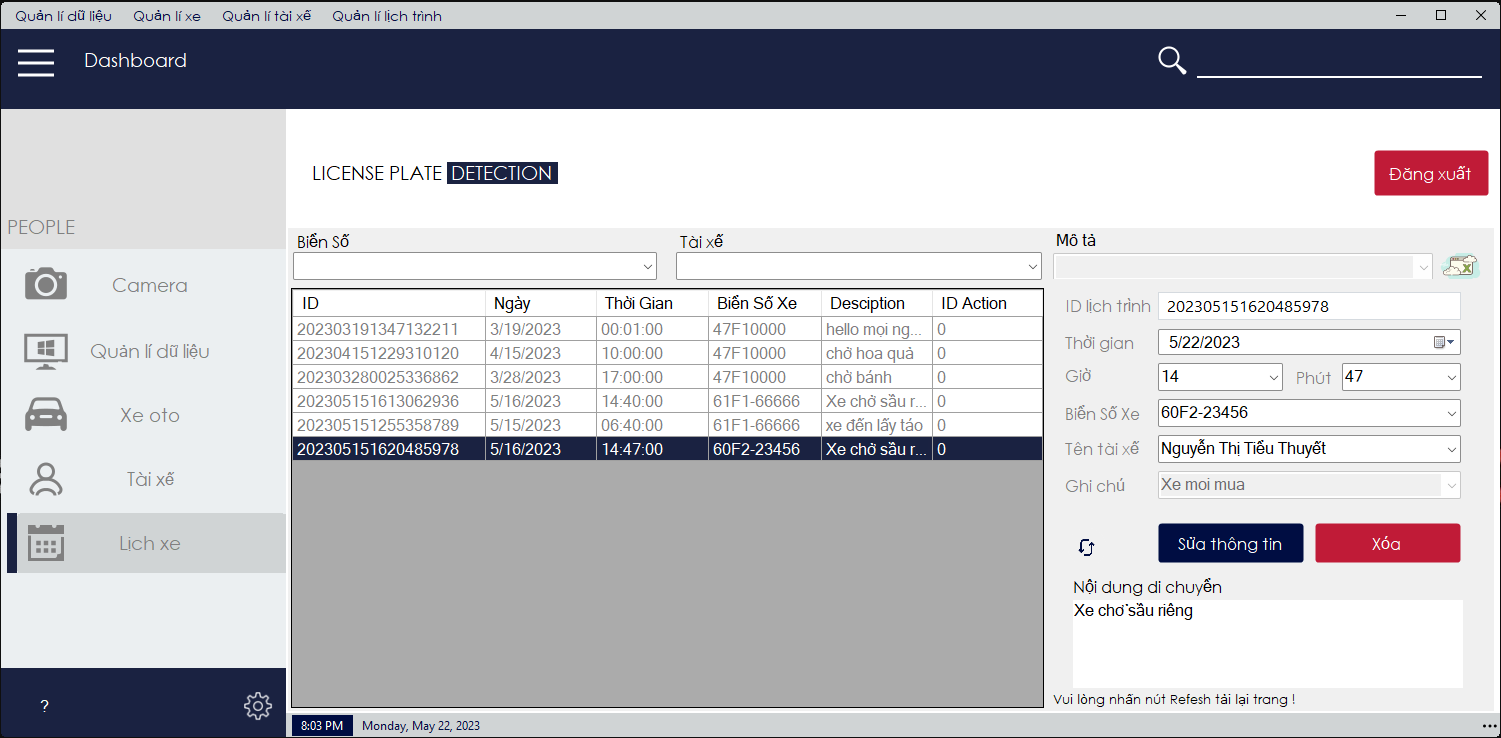 Quản lí dữ liệu Quản lí xe Quản lí tài xế Quản lí lịch trình
Dashboard
LICENSE PLATE DETECTION
Đăng xuất
PEOPLE
Camera
Quản lí dữ liệu
Xe oto
Tài xế
Lịch xe
?
Biển Số Tài xế Mô tả
ID Ngày Thời Gian Biển Số Xe Desciption ID Action
202303191347132211 3/19/2023 00:01:00 47F10000 hello mọi ng... 0
202304151229310120 4/15/2023 10:00:00 47F10000 chở hoa quả 0
202303280025336862 3/28/2023 17:00:00 47F10000 chở bánh 0
202305151613062936 5/16/2023 14:40:00 61F1-66666 Xe chở sầu r... 0
202305151255358789 5/15/2023 06:40:00 61F1-66666 xe đến lấy táo 0
202305151620485978 5/16/2023 14:47:00 60F2-23456 Xe chở sầu r... 0
ID lịch trình 202305151620485978
Thời gian 5/22/2023
Giờ 14 Phút 47
Biển Số Xe 60F2-23456
Tên tài xế Nguyễn Thị Tiểu Thuyết
Ghi chú Xe moi mua
Sửa thông tin Xóa
Nội dung di chuyển
Xe chở sầu riêng
Vui lòng nhấn nút Refesh tải lại trang !
8:03 PM Monday, May 22, 2023